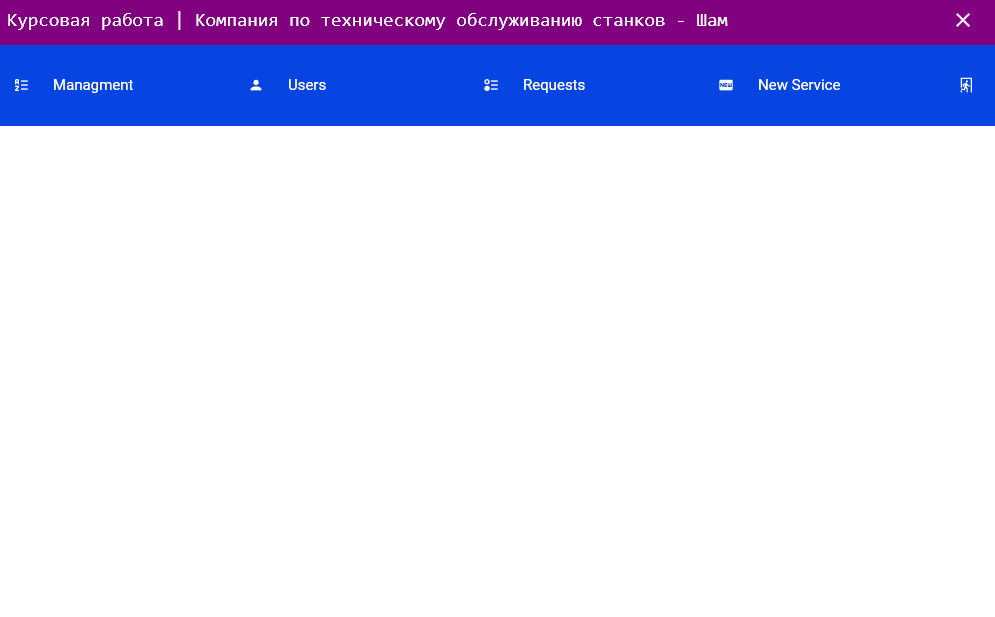 Курсовая работа | Компания по техническому обслуживанию станков - Шам
Managment Users Requests New Service